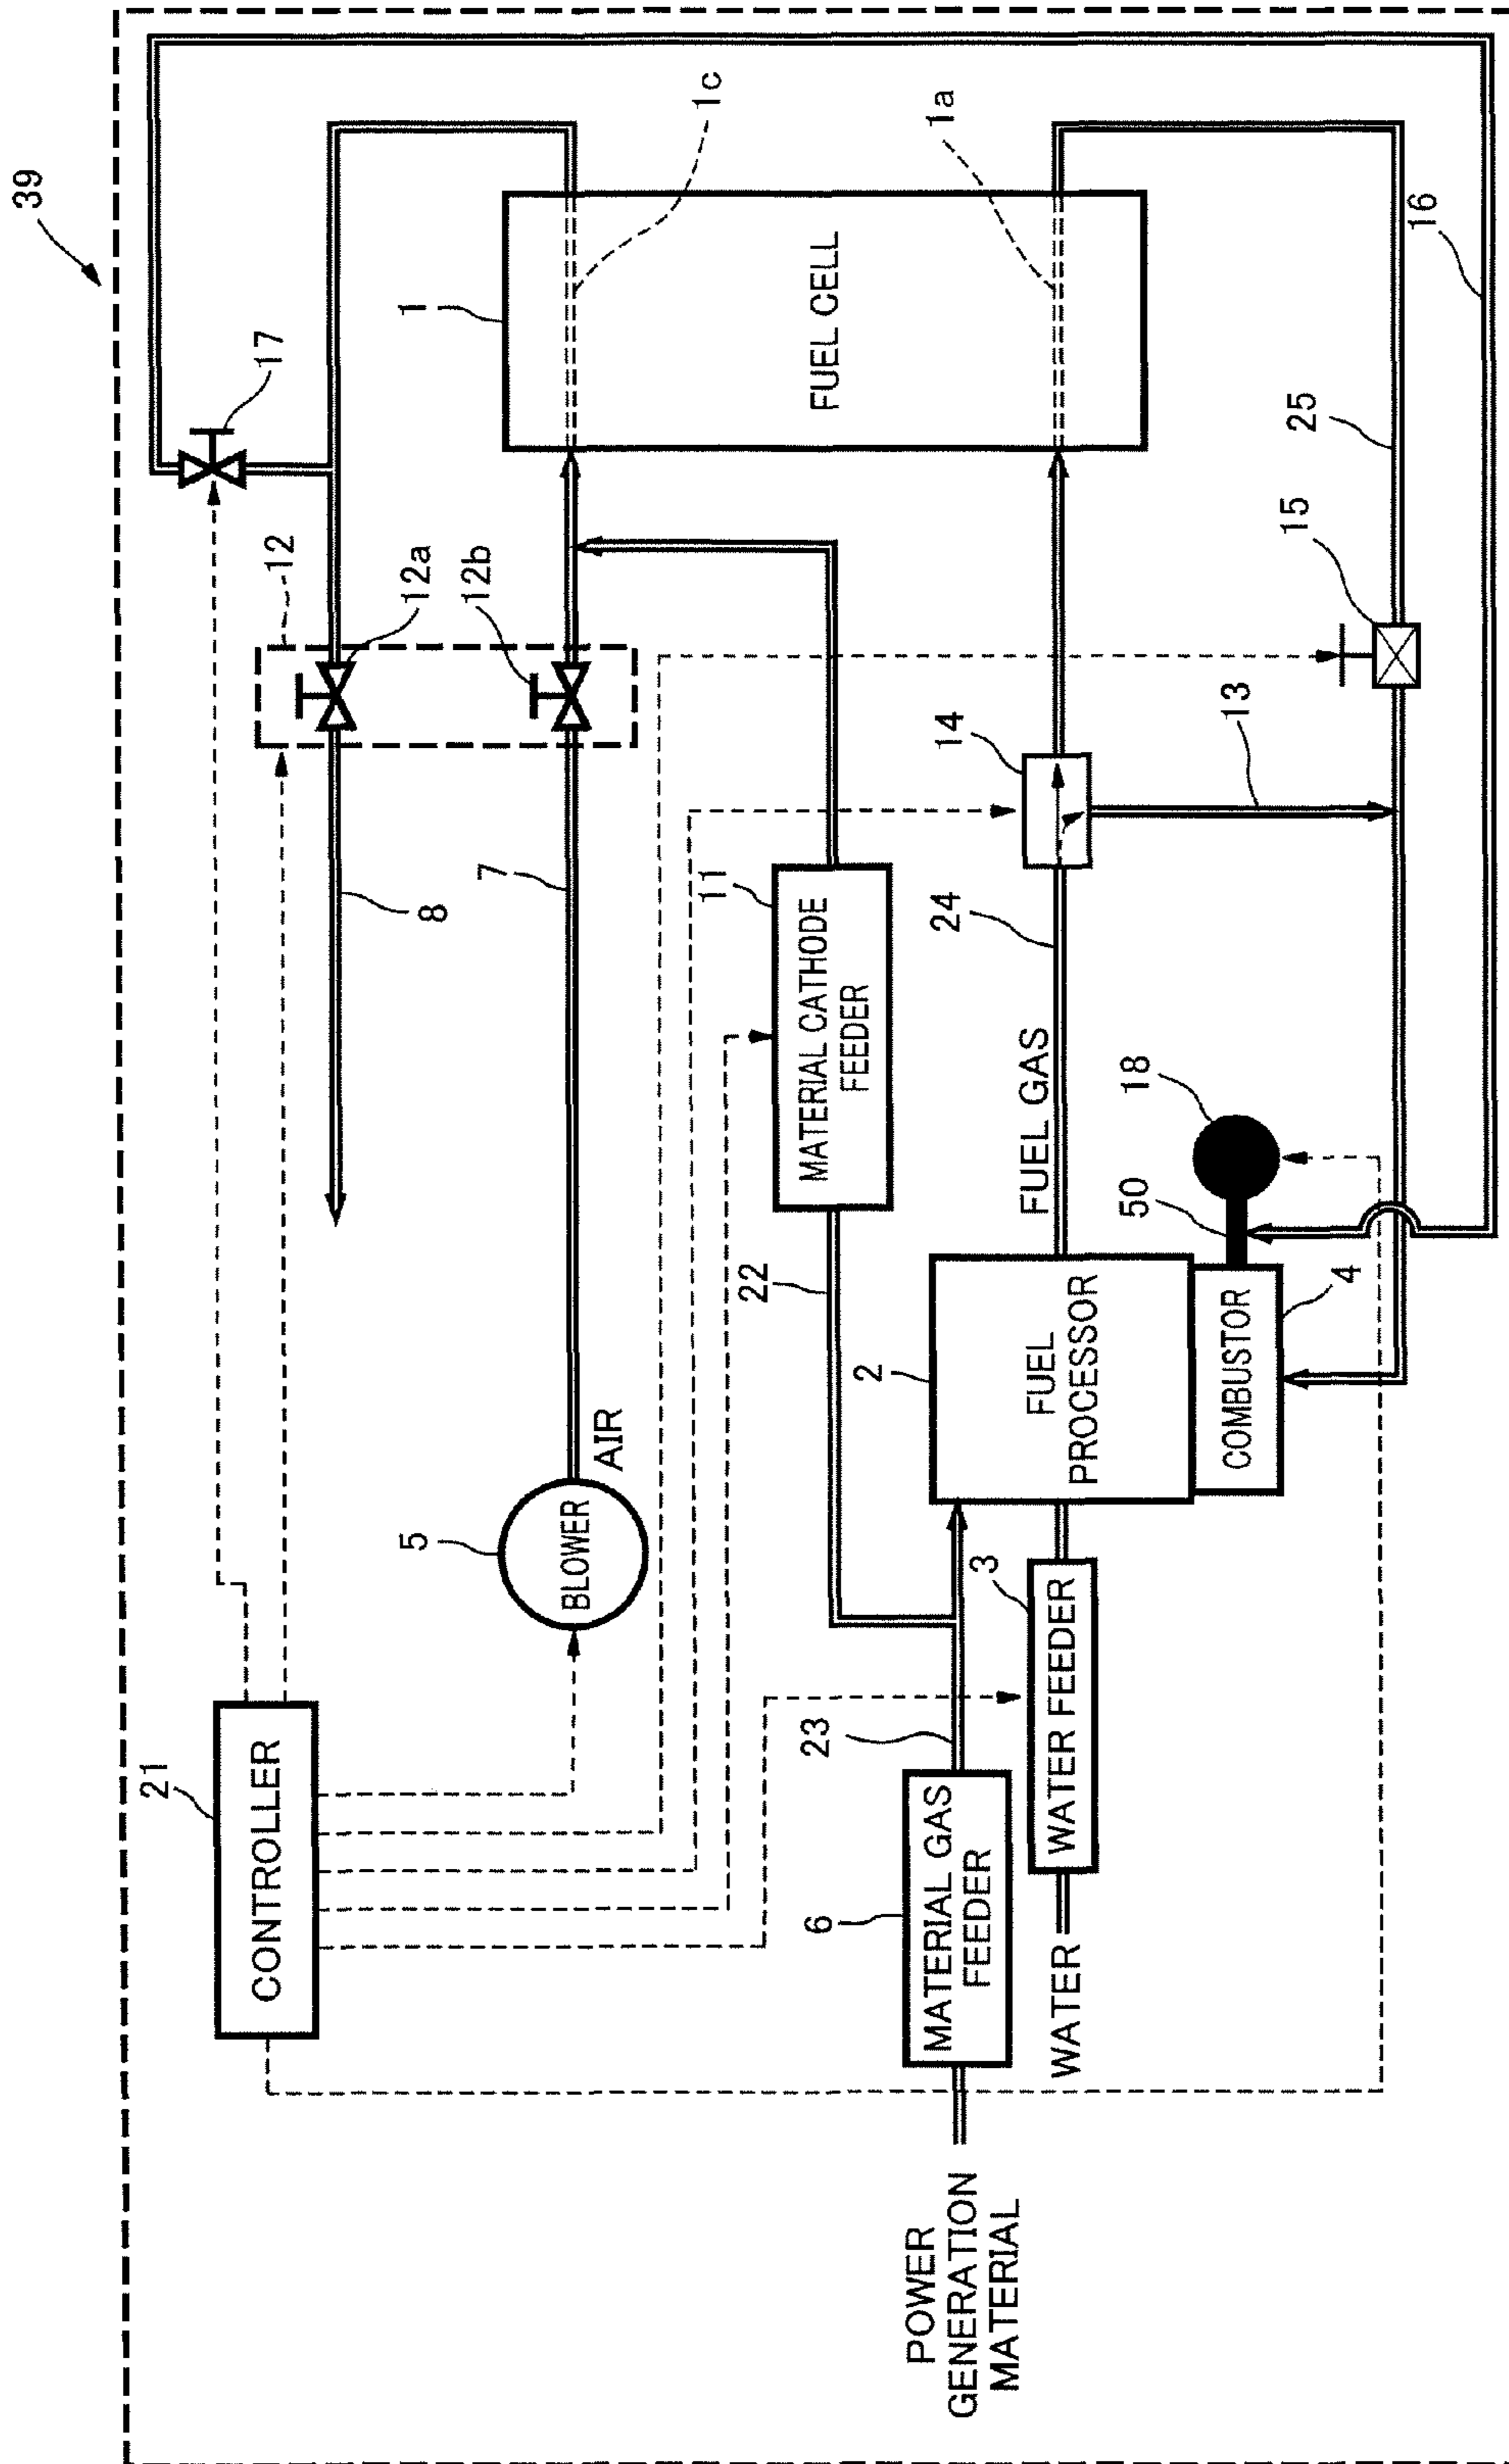 39
21
CONTROLLER
17
12
12a
12b
8
7
5
BLOWER
AIR
1
1c
FUEL CELL
1a
11
MATERIAL CATHODE
FEEDER
22
14
13
15
25
16
24
FUEL GAS
18
50
2
FUEL
PROCESSOR
COMBUSTOR
4
3
WATER FEEDER
WATER
23
6
MATERIAL GAS
FEEDER
POWER
GENERATION
MATERIAL